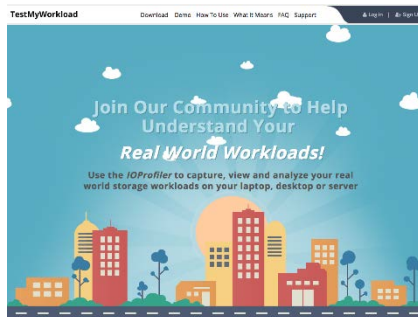 TestMyWorkload
Download Demo How To Use What It Means FAQ Support
Log In | Sign U
Join Our Community to Help
Understand Your
Real World Workloads!
Use the IOProfiler to capture, view and analyze your real
world storage workloads on your laptop, desktop or server